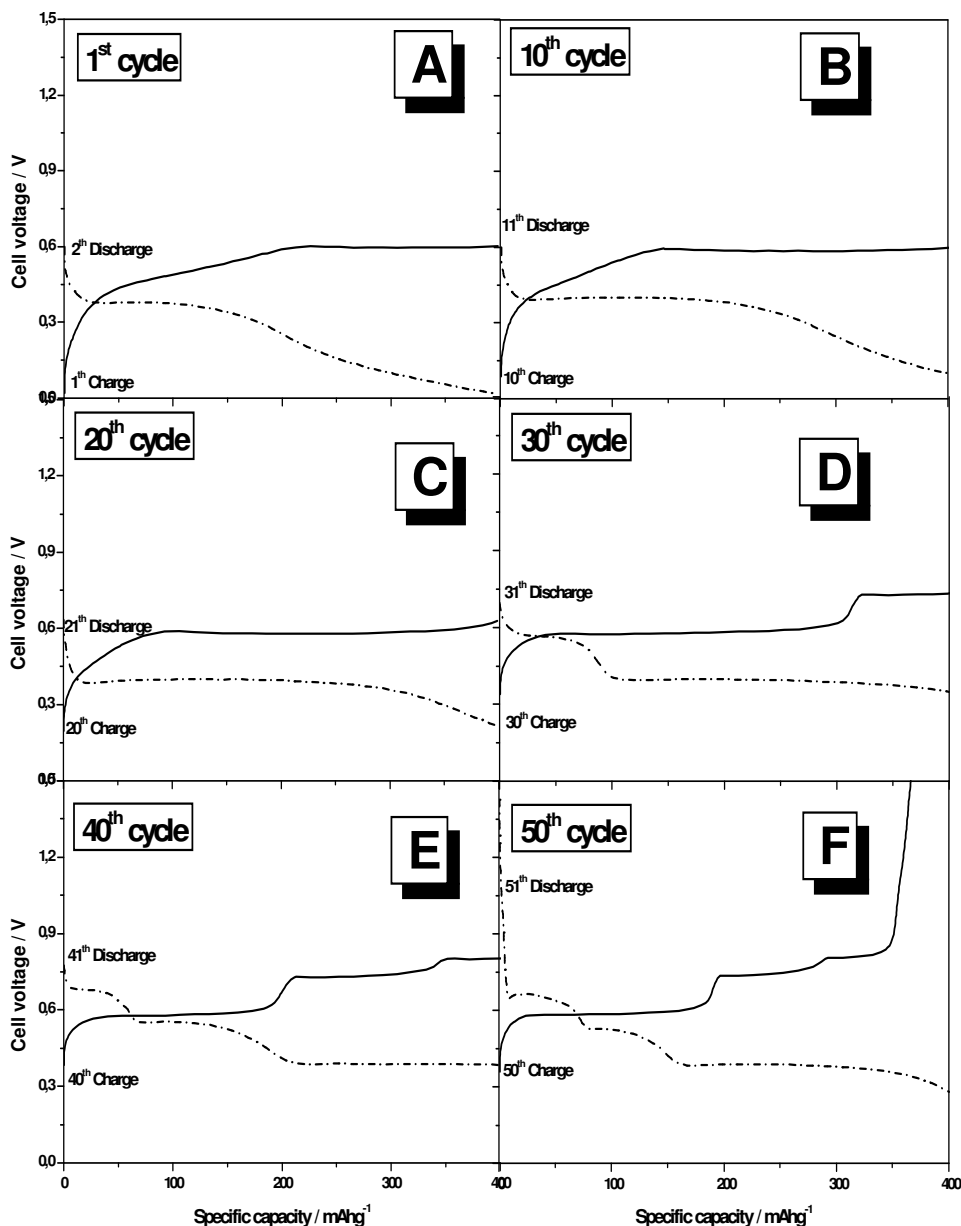 1st cycle
A
10th cycle
B
1,5
1,2
0,9
0,6
0,3
0,0
Cell voltage / V
2th Discharge
1th Charge
11th Discharge
10th Charge
20th cycle
C
30th cycle
D
1,2
0,9
0,6
0,3
0,0
Cell voltage / V
21th Discharge
20th Charge
31th Discharge
30th Charge
40th cycle
E
50th cycle
F
1,2
0,9
0,6
0,3
0,0
Cell voltage / V
41th Discharge
40th Charge
51th Discharge
50th Charge
0 100 200 300 400
100 200 300 400
Specific capacity / mAhg-1
Specific capacity / mAhg-1